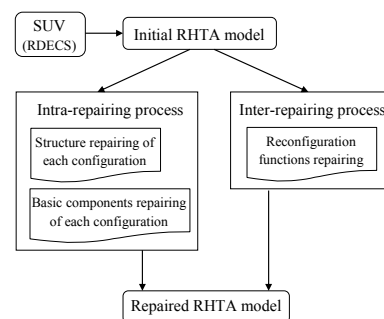 SUV
(RDECS)
Initial RHTA model
Intra-repairing process
Structure repairing of
each configuration
Basic components repairing
of each configuration
Inter-repairing process
Reconfiguration
functions repairing
Repaired RHTA model